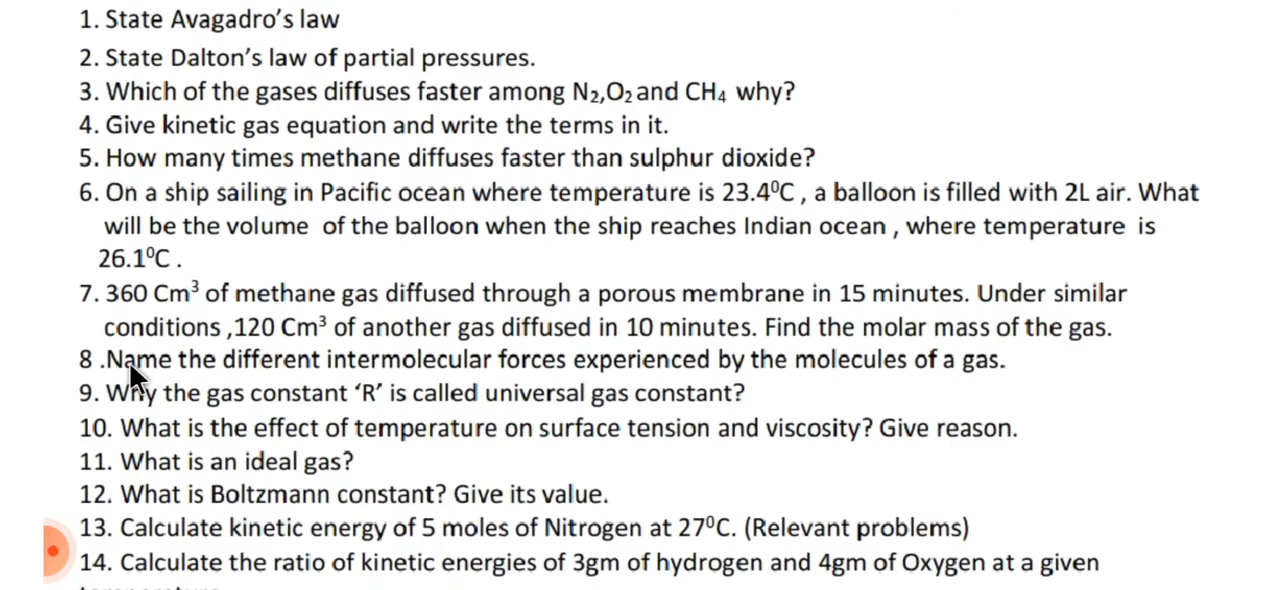 1. State Avagadro’s law
2. State Dalton’s law of partial pressures.
3. Which of the gases diffuses faster among N₂,O₂ and CH₄ why?
4. Give kinetic gas equation and write the terms in it.
5. How many times methane diffuses faster than sulphur dioxide?
6. On a ship sailing in Pacific ocean where temperature is 23.4⁰C , a balloon is filled with 2L air. What
will be the volume of the balloon when the ship reaches Indian ocean , where temperature is
26.1⁰C .
7. 360 Cm³ of methane gas diffused through a porous membrane in 15 minutes. Under similar
conditions ,120 Cm³ of another gas diffused in 10 minutes. Find the molar mass of the gas.
8 .Name the different intermolecular forces experienced by the molecules of a gas.
9. Why the gas constant ‘R’ is called universal gas constant?
10. What is the effect of temperature on surface tension and viscosity? Give reason.
11. What is an ideal gas?
12. What is Boltzmann constant? Give its value.
13. Calculate kinetic energy of 5 moles of Nitrogen at 27⁰C. (Relevant problems)
14. Calculate the ratio of kinetic energies of 3gm of hydrogen and 4gm of Oxygen at a given